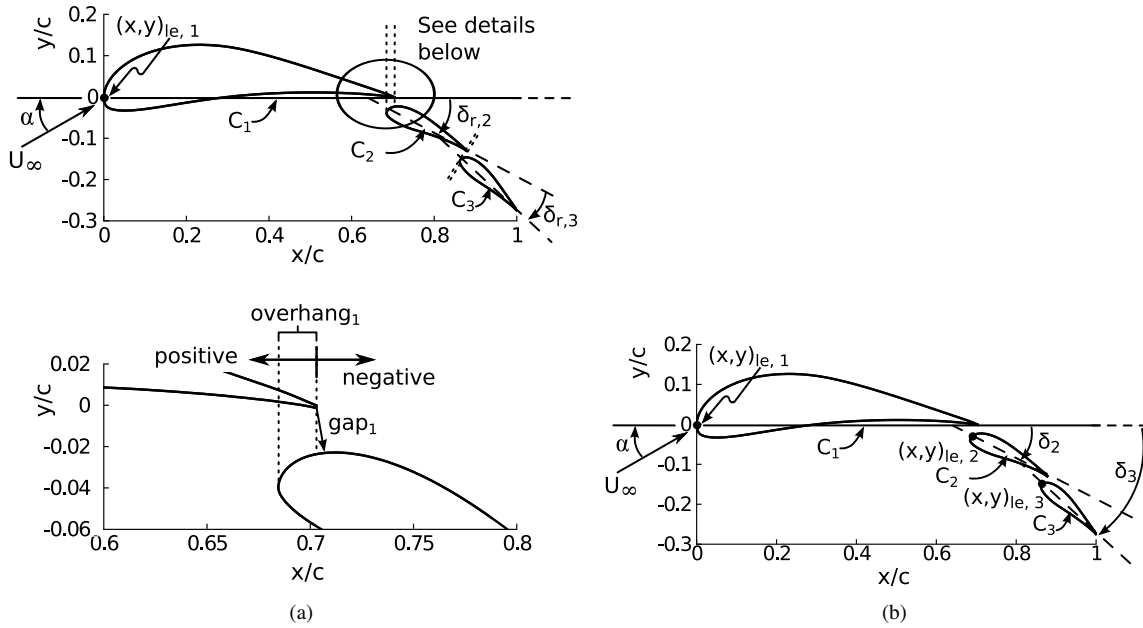 y/c
0.2
0.1
0
-0.1
-0.2
-0.3
(x,y)le, 1
See details
below
α
U∞
C1
C2
C3
δr,2
δr,3
0 0.2 0.4 0.6 0.8 1
x/c
overhang1
positive
negative
gap1
y/c
0.02
0
-0.02
-0.04
-0.06
0.6 0.65 0.7 0.75 0.8
x/c
(a)
y/c
0.2
0.1
0
-0.1
-0.2
-0.3
(x,y)le, 1
α
U∞
C1
(x,y)le, 2
C2
(x,y)le, 3
C3
δ2
δ3
0 0.2 0.4 0.6 0.8 1
x/c
(b)